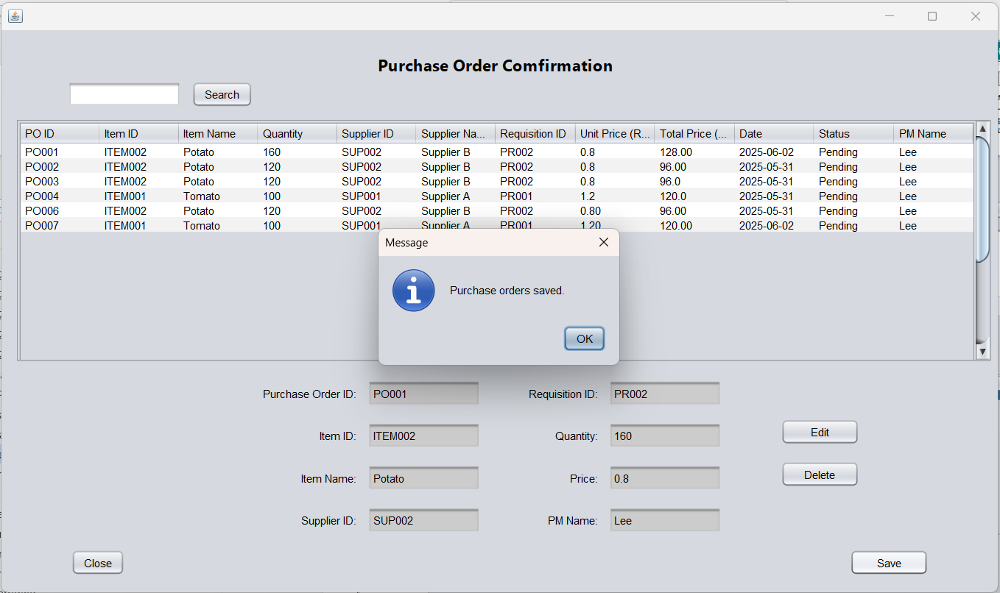 Purchase Order Comfirmation
Search
PO ID Item ID Item Name Quantity Supplier ID Supplier Na... Requisition ID Unit Price (R... Total Price (... Date Status PM Name
PO001 ITEM002 Potato 160 SUP002 Supplier B PR002 0.8 128.00 2025-06-02 Pending Lee
PO002 ITEM002 Potato 120 SUP002 Supplier B PR002 0.8 96.00 2025-05-31 Pending Lee
PO003 ITEM002 Potato 120 SUP002 Supplier B PR002 0.8 96.0 2025-05-31 Pending Lee
PO004 ITEM001 Tomato 100 SUP001 Supplier A PR001 1.2 120.0 2025-05-31 Pending Lee
PO006 ITEM002 Potato 120 SUP002 Supplier B PR002 0.80 96.00 2025-05-31 Pending Lee
PO007 ITEM001 Tomato 100 SUP001 Supplier A PR001 1.20 120.00 2025-06-02 Pending Lee
Message
Purchase orders saved.
OK
Purchase Order ID: PO001 Requisition ID: PR002
Item ID: ITEM002 Quantity: 160 Edit
Item Name: Potato Price: 0.8 Delete
Supplier ID: SUP002 PM Name: Lee
Close Save